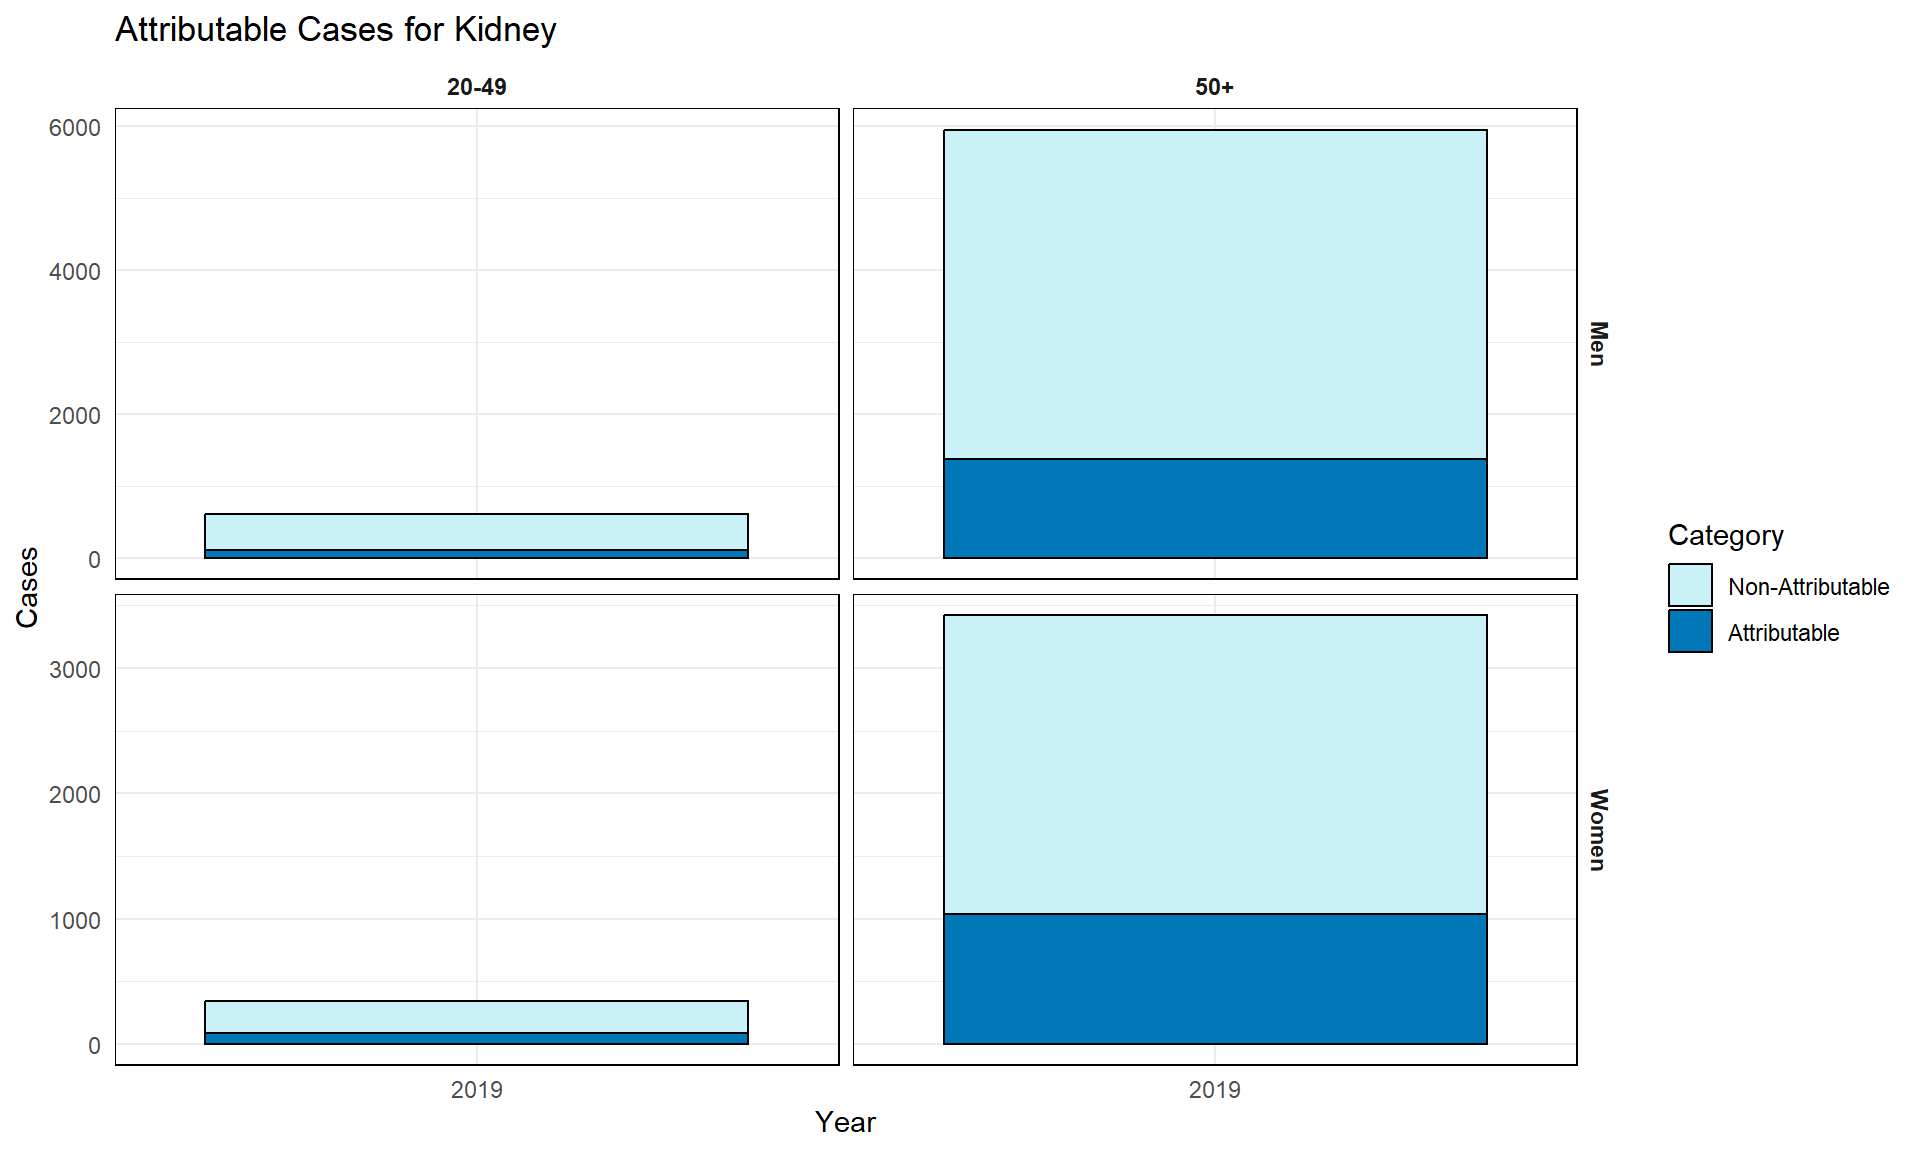 Attributable Cases for Kidney
20-49
50+
6000
4000
2000
0
Men
Cases
3000
2000
1000
0
Women
2019
2019
Year
Category
Non-Attributable
Attributable